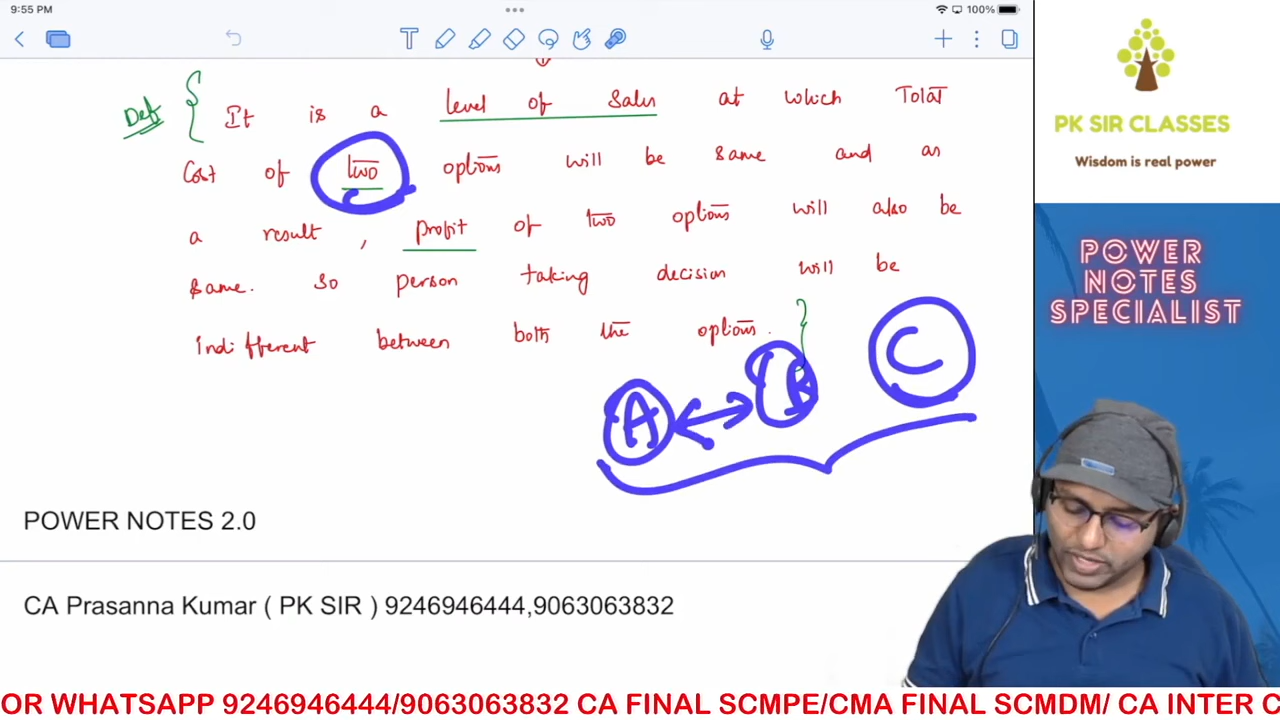 9:55 PM
100%
T
PK SIR CLASSES
Wisdom is real power
Def { It is a level of Sales at which Total
Cost of two options will be same and as
a result, profit of two options will also be
same. So person taking decision will be
Indifferent between both the options. }
A B C
POWER
NOTES
SPECIALIST
POWER NOTES 2.0
CA Prasanna Kumar ( PK SIR ) 9246946444,9063063832
OR WHATSAPP 9246946444/9063063832 CA FINAL SCMPE/CMA FINAL SCMDM/ CA INTER C